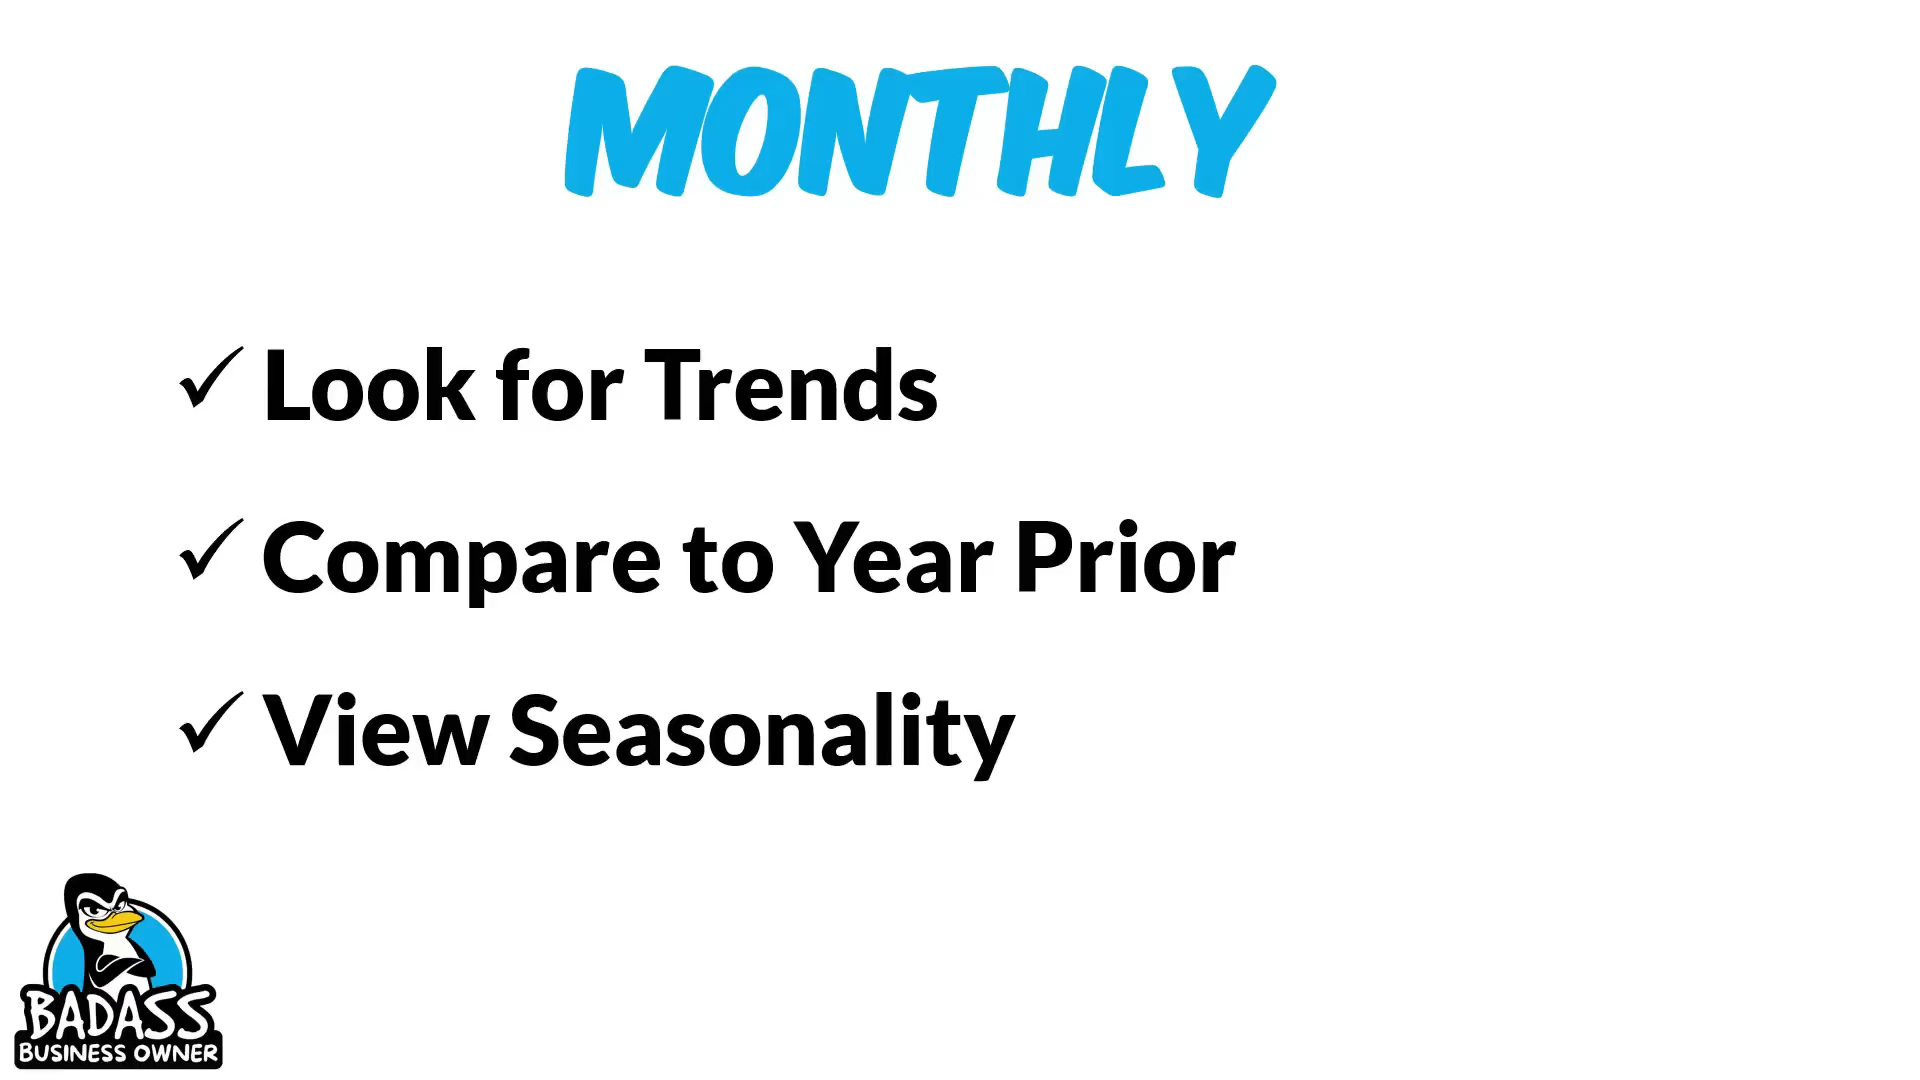 MONTHLY
✓ Look for Trends
✓ Compare to Year Prior
✓ View Seasonality
BADASS
BUSINESS OWNER